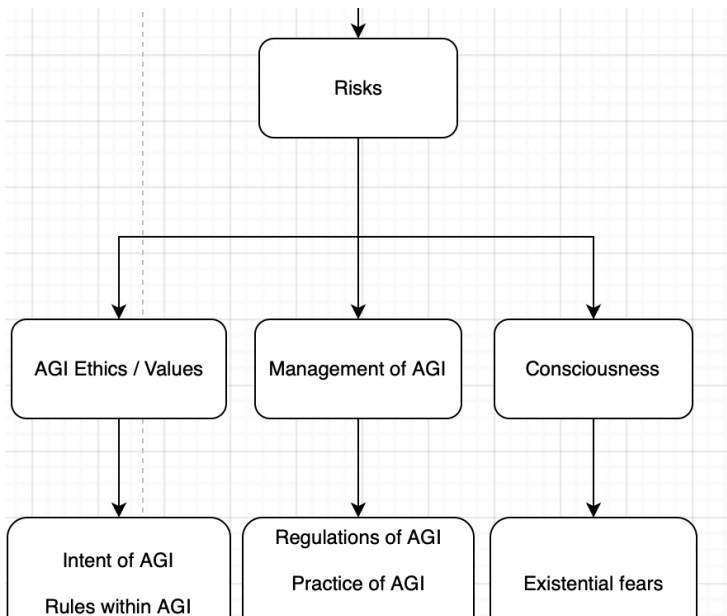 Risks
AGI Ethics / Values
Management of AGI
Consciousness
Intent of AGI
Rules within AGI
Regulations of AGI
Practice of AGI
Existential fears